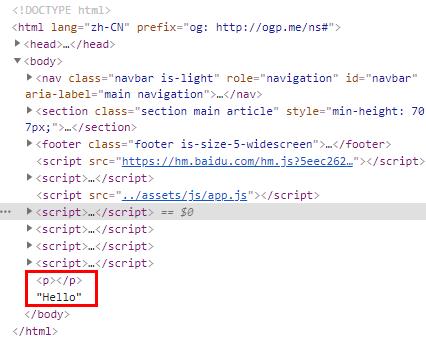 <!DOCTYPE html>
<html lang="zh-CN" prefix="og: http://ogp.me/ns#">
<head>…</head>
<body>
<nav class="navbar is-light" role="navigation" id="navbar"
aria-label="main navigation">…</nav>
<section class="section main article" style="min-height: 70
7px;">…</section>
<footer class="footer is-size-5-widescreen">…</footer>
<script src="https://hm.baidu.com/hm.js?5eec262…"></script>
<script>…</script>
<script src="../assets/js/app.js"></script>
… <script>…</script> == $0
<script>…</script>
<script>…</script>
<script>…</script>
<p></p>
"Hello"
</body>
</html>